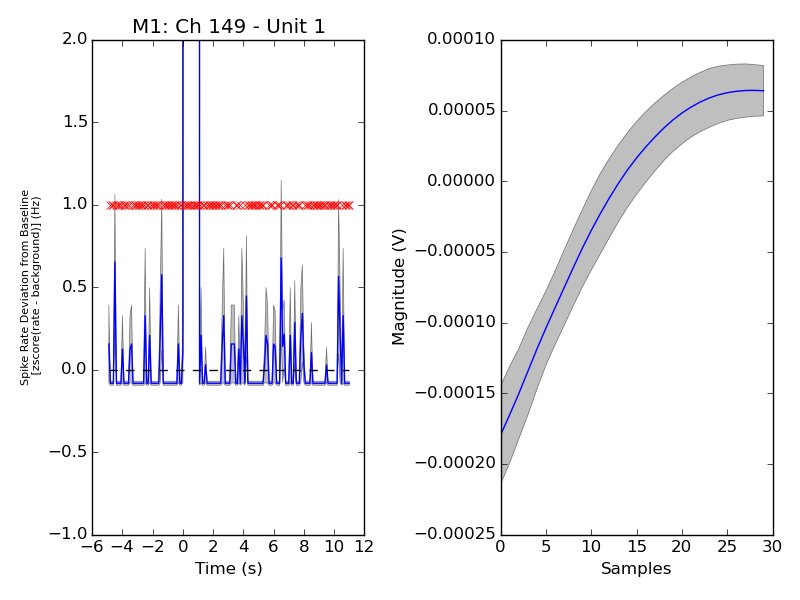 M1: Ch 149 - Unit 1
2.0
1.5
1.0
0.5
0.0
−0.5
−1.0
Spike Rate Deviation from Baseline
[zscore(rate - background)] (Hz)
−6 −4 −2 0 2 4 6 8 10 12
Time (s)
0.00010
0.00005
0.00000
−0.00005
−0.00010
−0.00015
−0.00020
−0.00025
Magnitude (V)
0 5 10 15 20 25 30
Samples